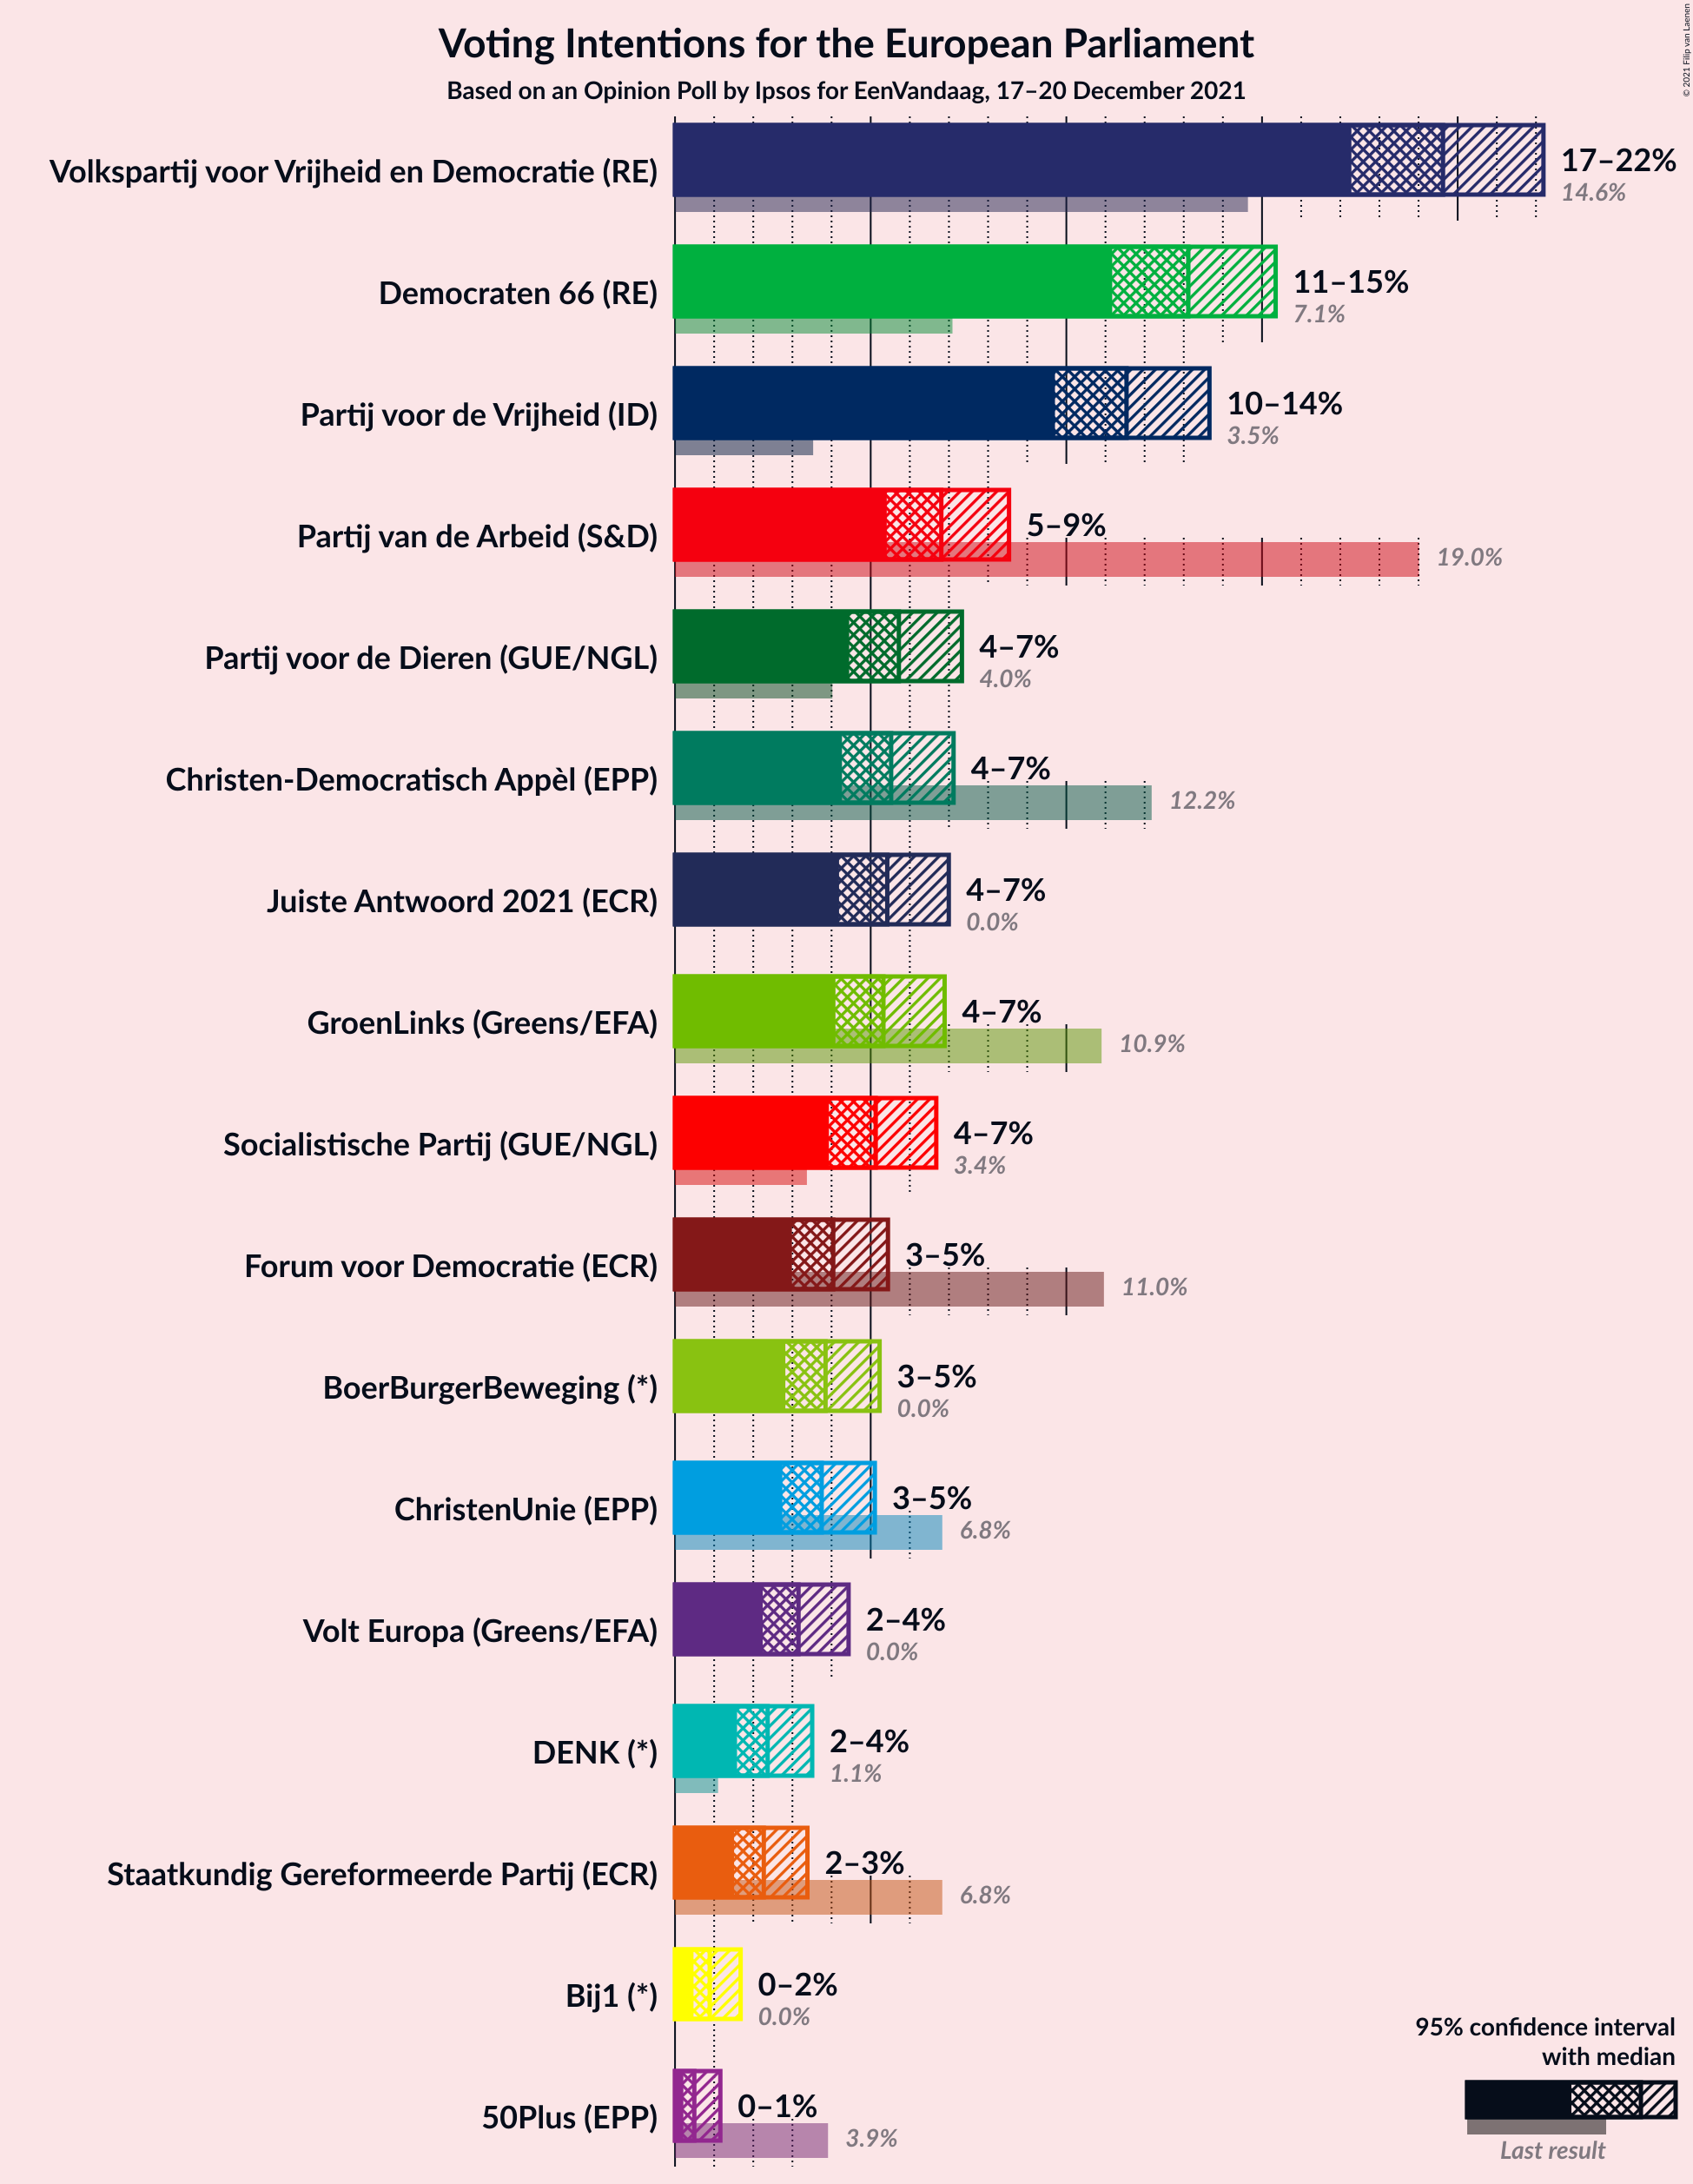 Voting Intentions for the European Parliament
Based on an Opinion Poll by Ipsos for EenVandaag, 17–20 December 2021
© 2021 Filip van Laenen
Volkspartij voor Vrijheid en Democratie (RE)
17–22%
14.6%
Democraten 66 (RE)
11–15%
7.1%
Partij voor de Vrijheid (ID)
10–14%
3.5%
Partij van de Arbeid (S&D)
5–9%
19.0%
Partij voor de Dieren (GUE/NGL)
4–7%
4.0%
Christen-Democratisch Appèl (EPP)
4–7%
12.2%
Juiste Antwoord 2021 (ECR)
4–7%
0.0%
GroenLinks (Greens/EFA)
4–7%
10.9%
Socialistische Partij (GUE/NGL)
4–7%
3.4%
Forum voor Democratie (ECR)
3–5%
11.0%
BoerBurgerBeweging (*)
3–5%
0.0%
ChristenUnie (EPP)
3–5%
6.8%
Volt Europa (Greens/EFA)
2–4%
0.0%
DENK (*)
2–4%
1.1%
Staatkundig Gereformeerde Partij (ECR)
2–3%
6.8%
Bij1 (*)
0–2%
0.0%
50Plus (EPP)
0–1%
3.9%
95% confidence interval
with median
Last result